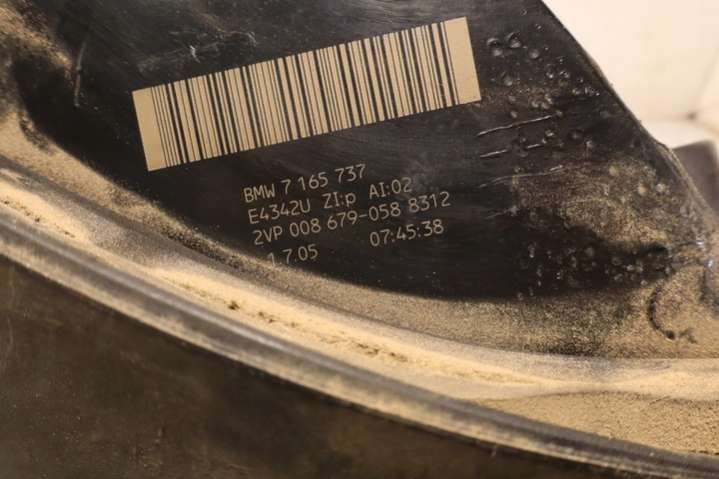 BMW 7 165 737
E4342U ZI:p AI:02
2VP 008 679-058 8312
1 7.05 07:45:38